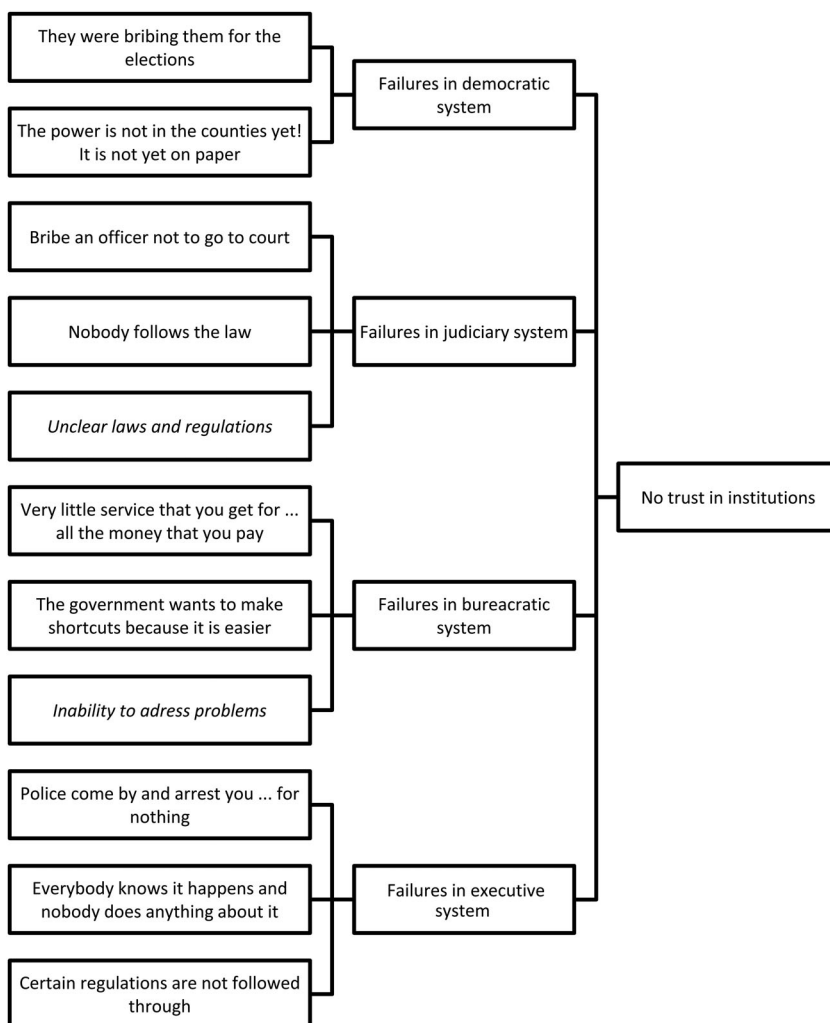 They were bribing them for the
elections
The power is not in the counties yet!
It is not yet on paper
Failures in democratic
system
Bribe an officer not to go to court
Nobody follows the law
Unclear laws and regulations
Failures in judiciary system
Very little service that you get for ...
all the money that you pay
The government wants to make
shortcuts because it is easier
Inability to adress problems
Failures in bureacratic
system
Police come by and arrest you ... for
nothing
Everybody knows it happens and
nobody does anything about it
Certain regulations are not followed
through
Failures in executive
system
No trust in institutions